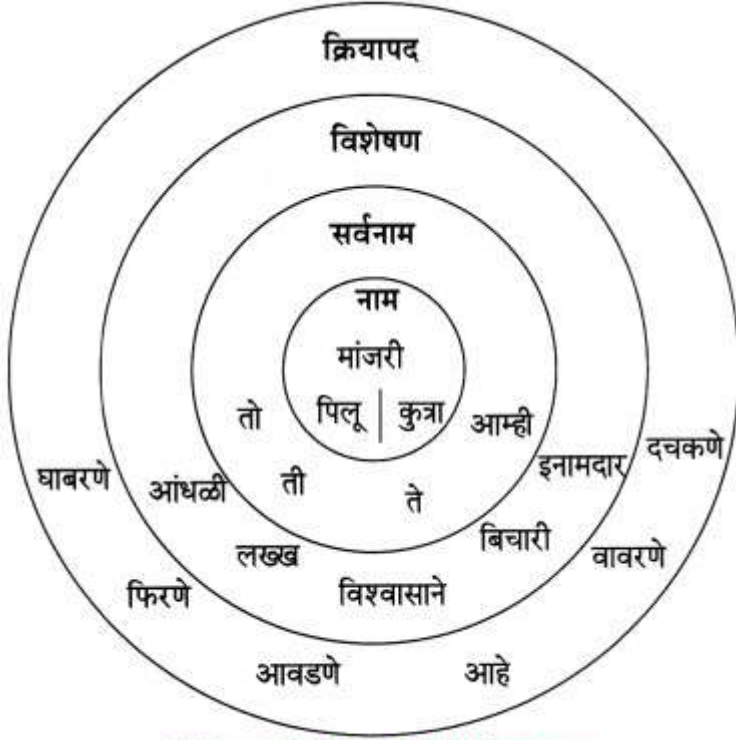 क्रियापद
विशेषण
सर्वनाम
नाम
मांजरी
पिलू | कुत्रा
तो
आम्ही
दचकणे
घाबरणे
आंधळी
ती
ते
इनामदार
लख्ख
बिचारी
वावरणे
फिरणे
विश्वासाने
आवडणे
आहे